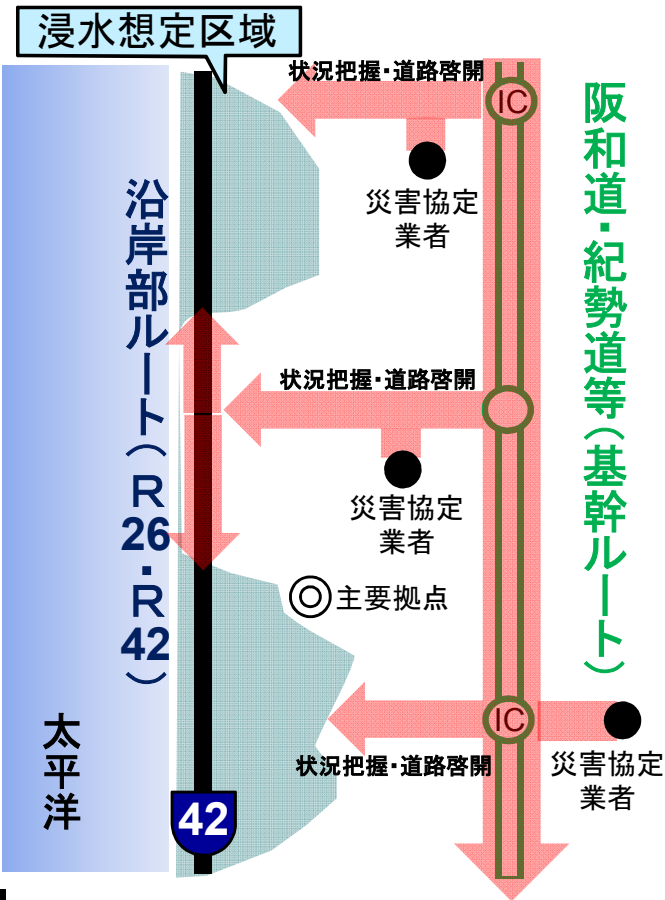 浸水想定区域
状況把握・道路啓開
IC
災害協定
業者
阪和道・紀勢道等（基幹ルート）
沿岸部ルート（R26・R42）
状況把握・道路啓開
災害協定
業者
主要拠点
IC
状況把握・道路啓開
災害協定
業者
太平洋
42